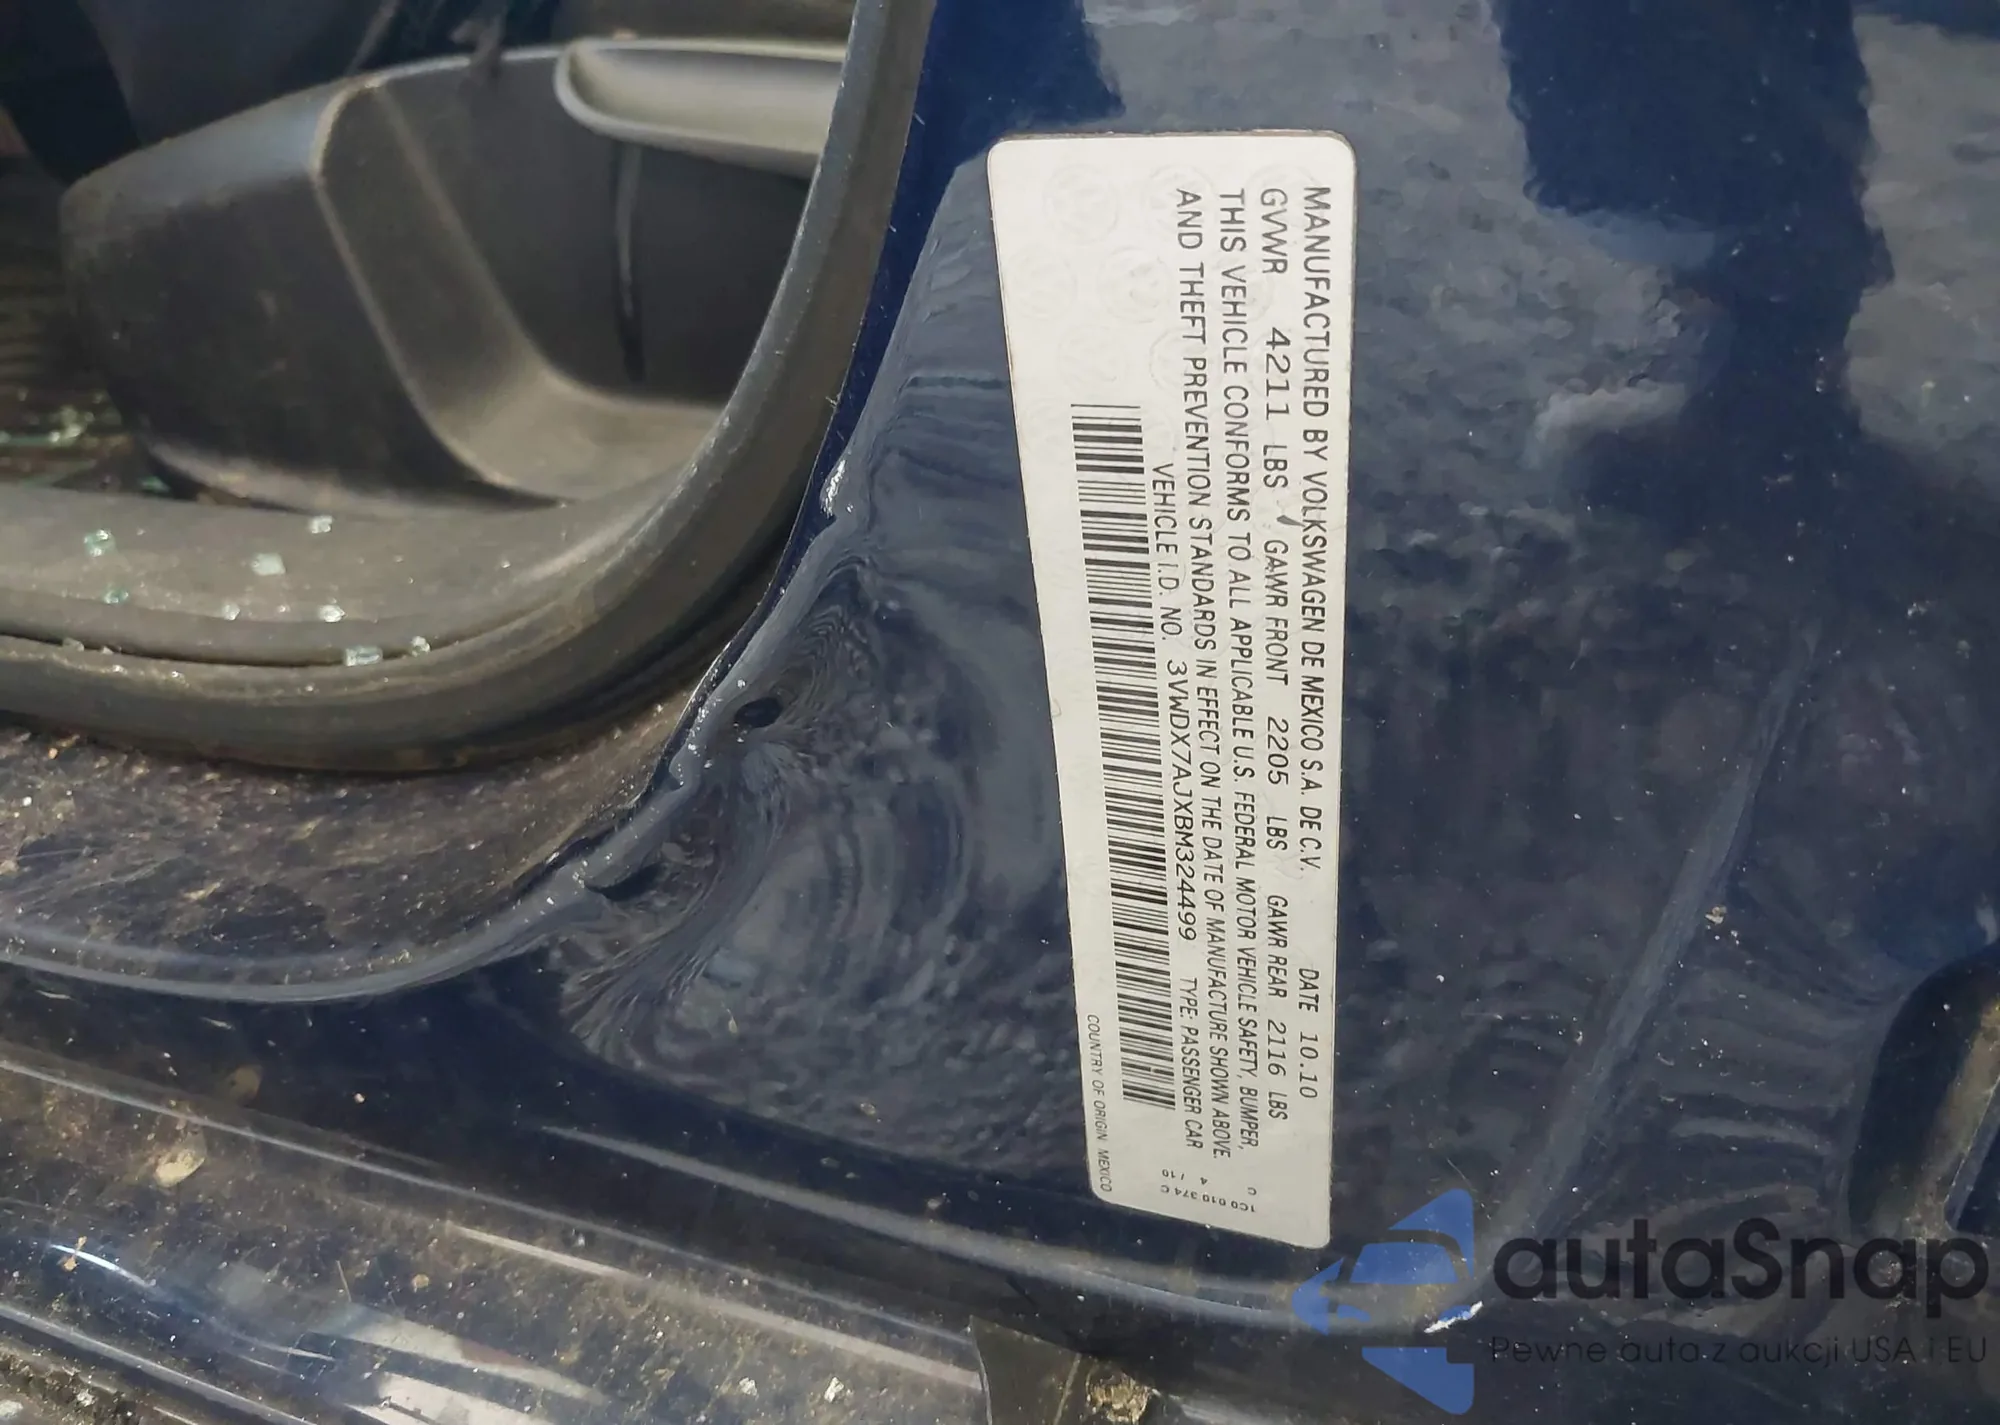 MANUFACTURED BY VOLKSWAGEN DE MEXICO S.A. DE C.V. DATE 10.10
GVWR 4211 LBS GAWR FRONT 2205 LBS GAWR REAR 2116 LBS
THIS VEHICLE CONFORMS TO ALL APPLICABLE U.S. FEDERAL MOTOR VEHICLE SAFETY, BUMPER,
AND THEFT PREVENTION STANDARDS IN EFFECT ON THE DATE OF MANUFACTURE SHOWN ABOVE.
VEHICLE I.D. NO. 3VWDX7AJXBM324499 TYPE: PASSENGER CAR
COUNTRY OF ORIGIN: MEXICO
1C0 010 374 C
autaSnap
Pewne auta z aukcji USA i EU